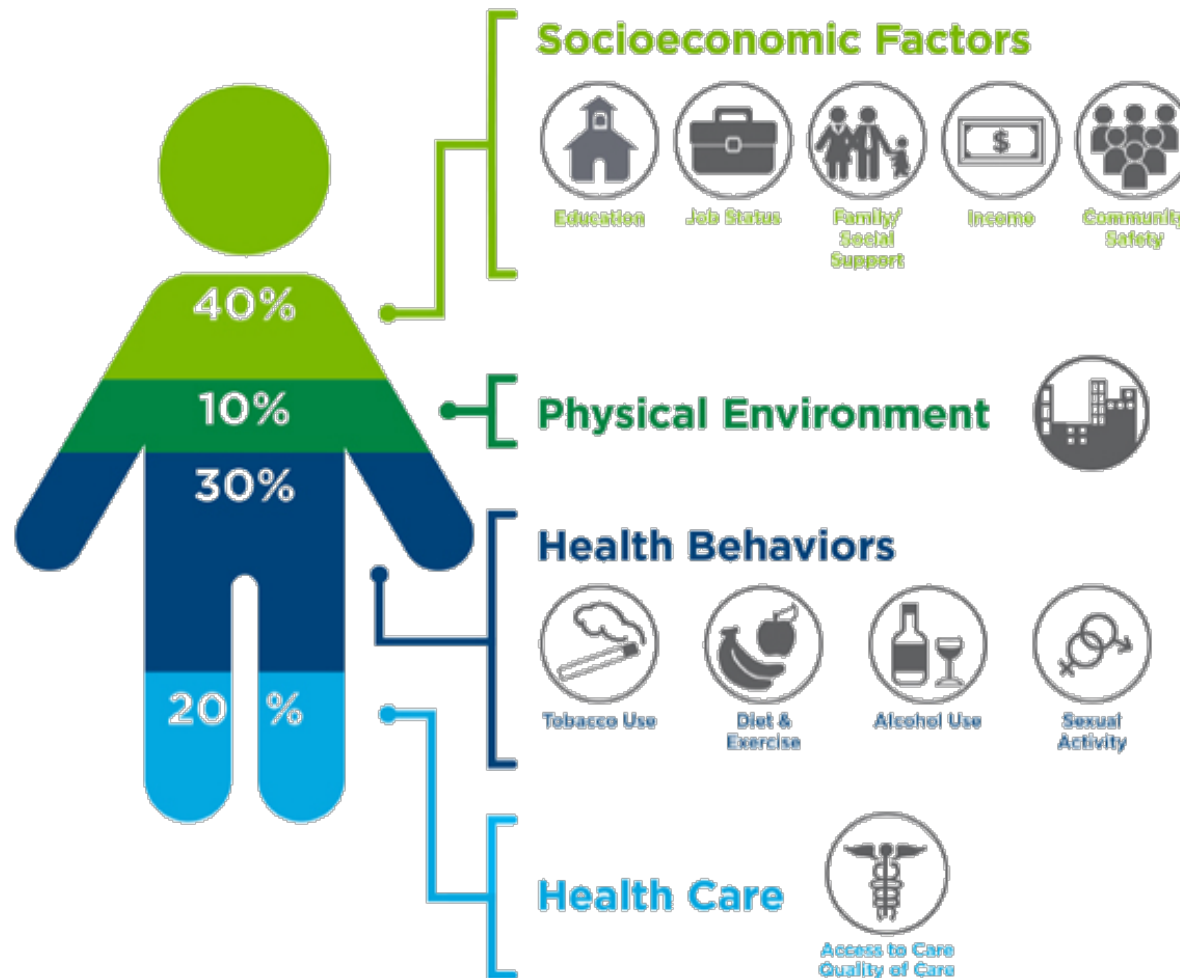 Socioeconomic Factors
$
Education
Job Status
Family/
Social
Support
Income
Community
Safety
40%
10%
Physical Environment
30%
Health Behaviors
Tobacco Use
Diet &
Exercise
Alcohol Use
Sexual
Activity
20 %
Health Care
Access to Care
Quality of Care